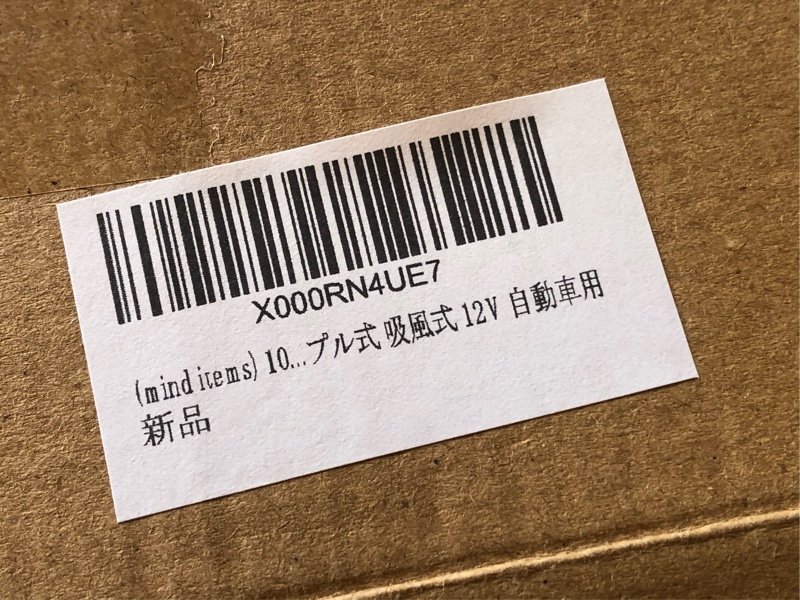 X000RN4UE7
(mind items) 10...プル式 吸風式 12V 自動車用
新品